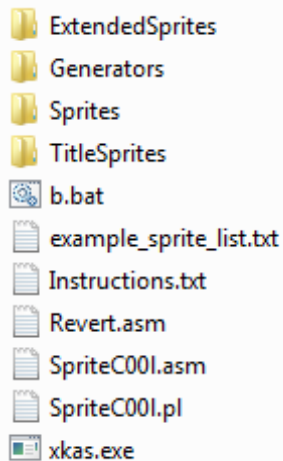 ExtendedSprites
Generators
Sprites
TitleSprites
b.bat
example_sprite_list.txt
Instructions.txt
Revert.asm
SpriteC00l.asm
SpriteC00l.pl
xkas.exe